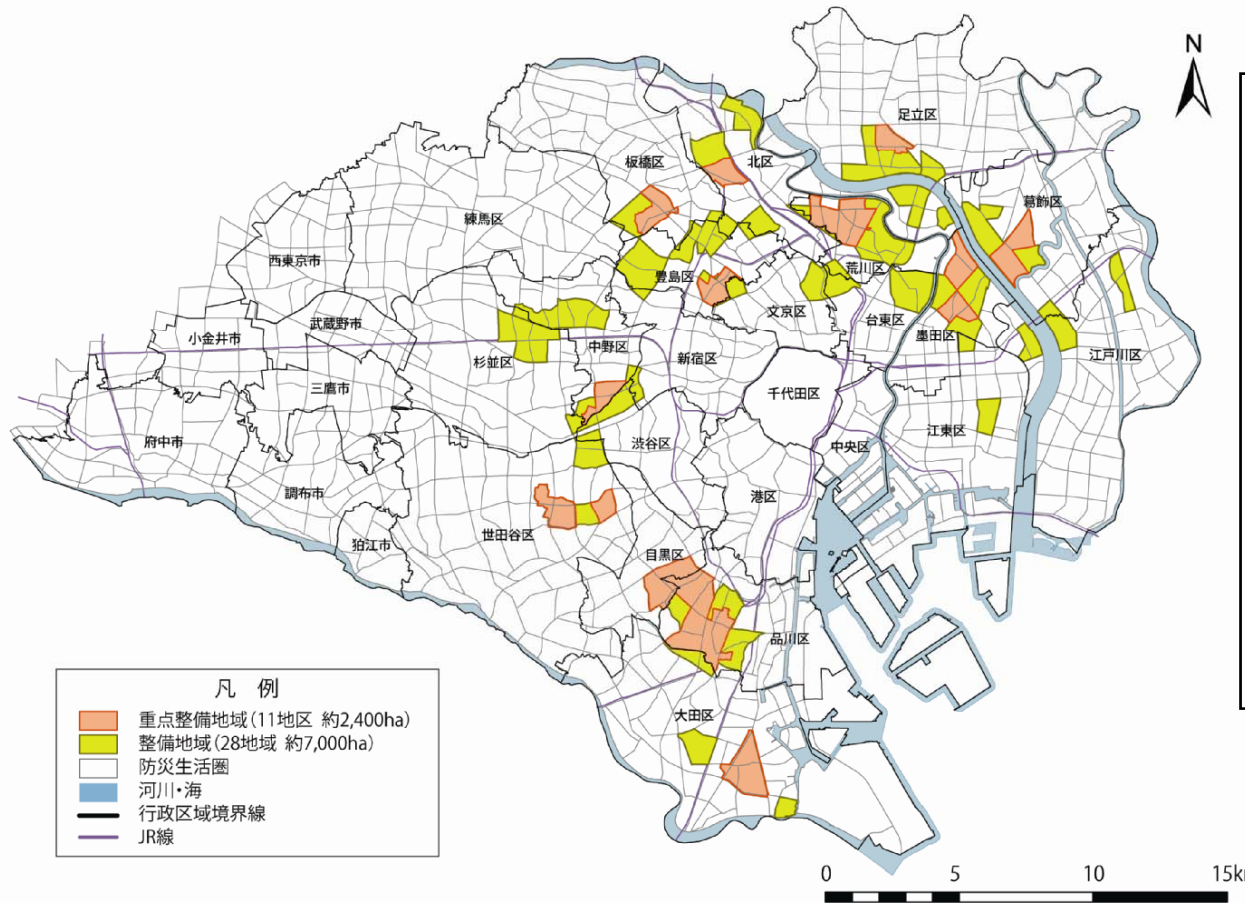 N
足立区
北区
板橋区
葛飾区
練馬区
西東京市
荒川区
豊島区
文京区
台東区
墨田区
武蔵野市
小金井市
中野区
杉並区
新宿区
江戸川区
三鷹市
千代田区
府中市
渋谷区
江東区
中央区
調布市
港区
世田谷区
狛江市
目黒区
品川区
大田区
凡 例
重点整備地域(11地区 約2,400ha)
整備地域(28地域 約7,000ha)
防災生活圏
河川・海
行政区域境界線
JR線
0 5 10 15km